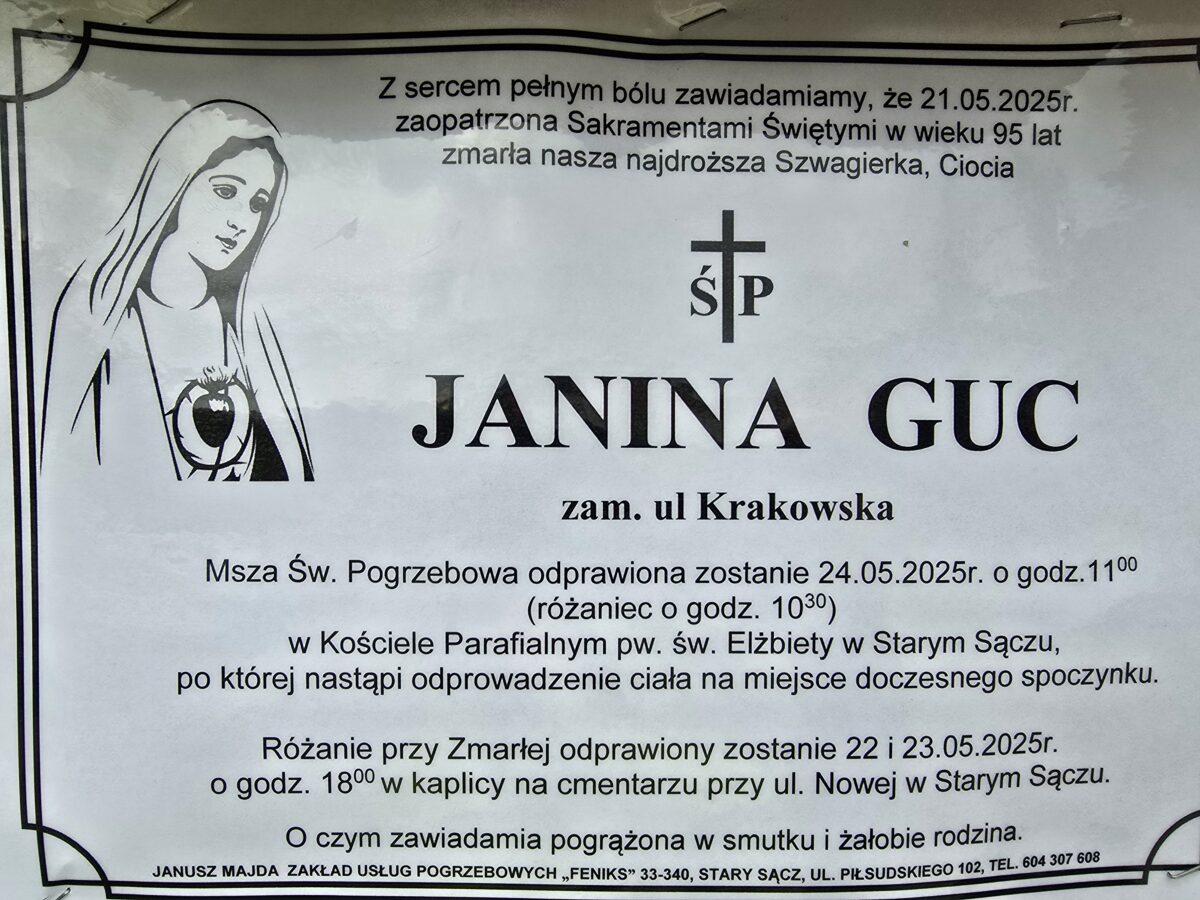 Z sercem pełnym bólu zawiadamiamy, że 21.05.2025r.
zaopatrzona Sakramentami Świętymi w wieku 95 lat
zmarła nasza najdroższa Szwagierka, Ciocia
ŚP
JANINA GUC
zam. ul Krakowska
Msza Św. Pogrzebowa odprawiona zostanie 24.05.2025r. o godz.11⁰⁰
(różaniec o godz. 10³⁰)
w Kościele Parafialnym pw. św. Elżbiety w Starym Sączu,
po której nastąpi odprowadzenie ciała na miejsce doczesnego spoczynku.
Różanie przy Zmarłej odprawiony zostanie 22 i 23.05.2025r.
o godz. 18⁰⁰ w kaplicy na cmentarzu przy ul. Nowej w Starym Sączu.
O czym zawiadamia pogrążona w smutku i żałobie rodzina.
JANUSZ MAJDA ZAKŁAD USŁUG POGRZEBOWYCH „FENIKS” 33-340, STARY SĄCZ, UL. PIŁSUDSKIEGO 102, TEL. 604 307 608